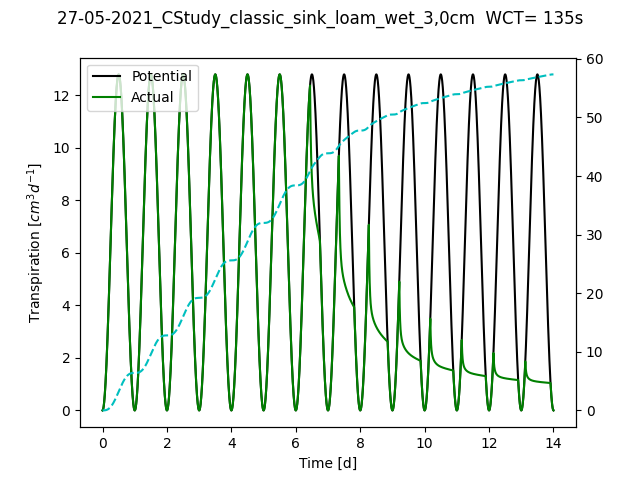 27-05-2021_CStudy_classic_sink_loam_wet_3,0cm WCT= 135s
Potential
Actual
Transpiration [cm³d⁻¹]
12
10
8
6
4
2
0
60
50
40
30
20
10
0
0 2 4 6 8 10 12 14
Time [d]